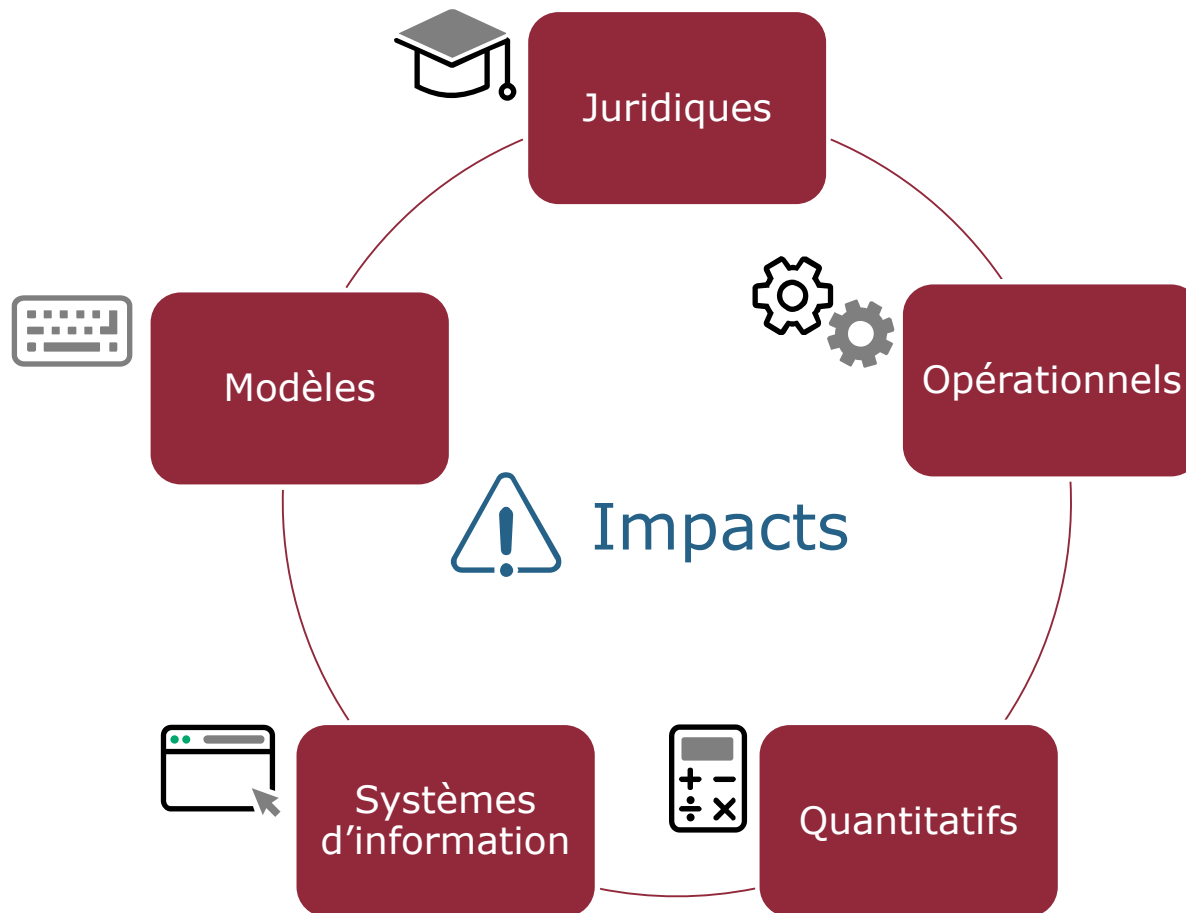 Juridiques
Opérationnels
Modèles
Impacts
Systèmes
d’information
Quantitatifs